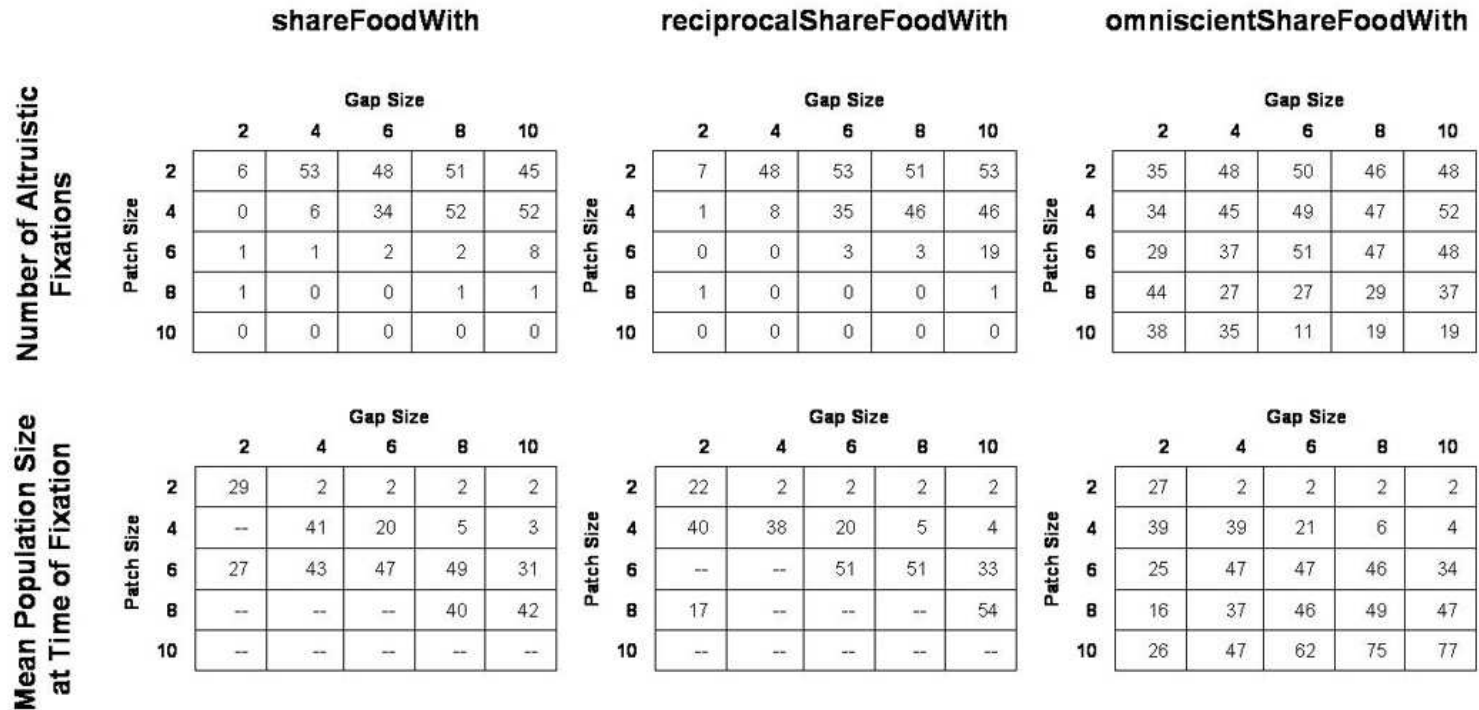 shareFoodWith reciprocalShareFoodWith omniscientShareFoodWith
Number of Altruistic
Fixations
Gap Size Gap Size Gap Size
2 4 6 8 10 2 4 6 8 10 2 4 6 8 10
Patch Size Patch Size Patch Size
2 6 53 48 51 45 2 7 48 53 51 53 2 35 48 50 46 48
4 0 6 34 52 52 4 1 8 35 46 46 4 34 45 49 47 52
6 1 1 2 2 8 6 0 0 3 3 19 6 29 37 51 47 48
8 1 0 0 1 1 8 1 0 0 0 1 8 44 27 27 29 37
10 0 0 0 0 0 10 0 0 0 0 0 10 38 35 11 19 19
Mean Population Size
at Time of Fixation
Gap Size Gap Size Gap Size
2 4 6 8 10 2 4 6 8 10 2 4 6 8 10
Patch Size Patch Size Patch Size
2 29 2 2 2 2 2 22 2 2 2 2 2 27 2 2 2 2
4 -- 41 20 5 3 4 40 38 20 5 4 4 39 39 21 6 4
6 27 43 47 49 31 6 -- -- 51 51 33 6 25 47 47 46 34
8 -- -- -- 40 42 8 17 -- -- -- 54 8 16 37 46 49 47
10 -- -- -- -- -- 10 -- -- -- -- -- 10 26 47 62 75 77